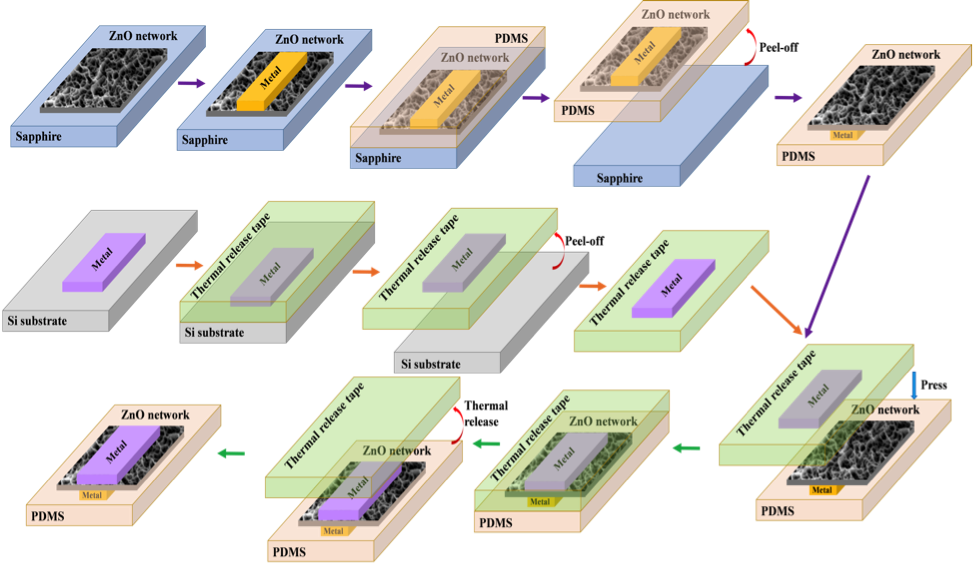 ZnO network
Sapphire
ZnO network
Metal
Sapphire
PDMS
ZnO network
Metal
Sapphire
ZnO network
Metal
PDMS
Peel-off
Sapphire
ZnO network
Metal
PDMS
Metal
Si substrate
Thermal release tape
Metal
Si substrate
Thermal release tape
Metal
Peel-off
Si substrate
Thermal release tape
Metal
Thermal release tape
Metal
Press
ZnO network
Metal
PDMS
Thermal release tape
ZnO network
Metal
Metal
PDMS
Thermal release tape
Thermal
release
ZnO network
Metal
Metal
PDMS
ZnO network
Metal
Metal
PDMS